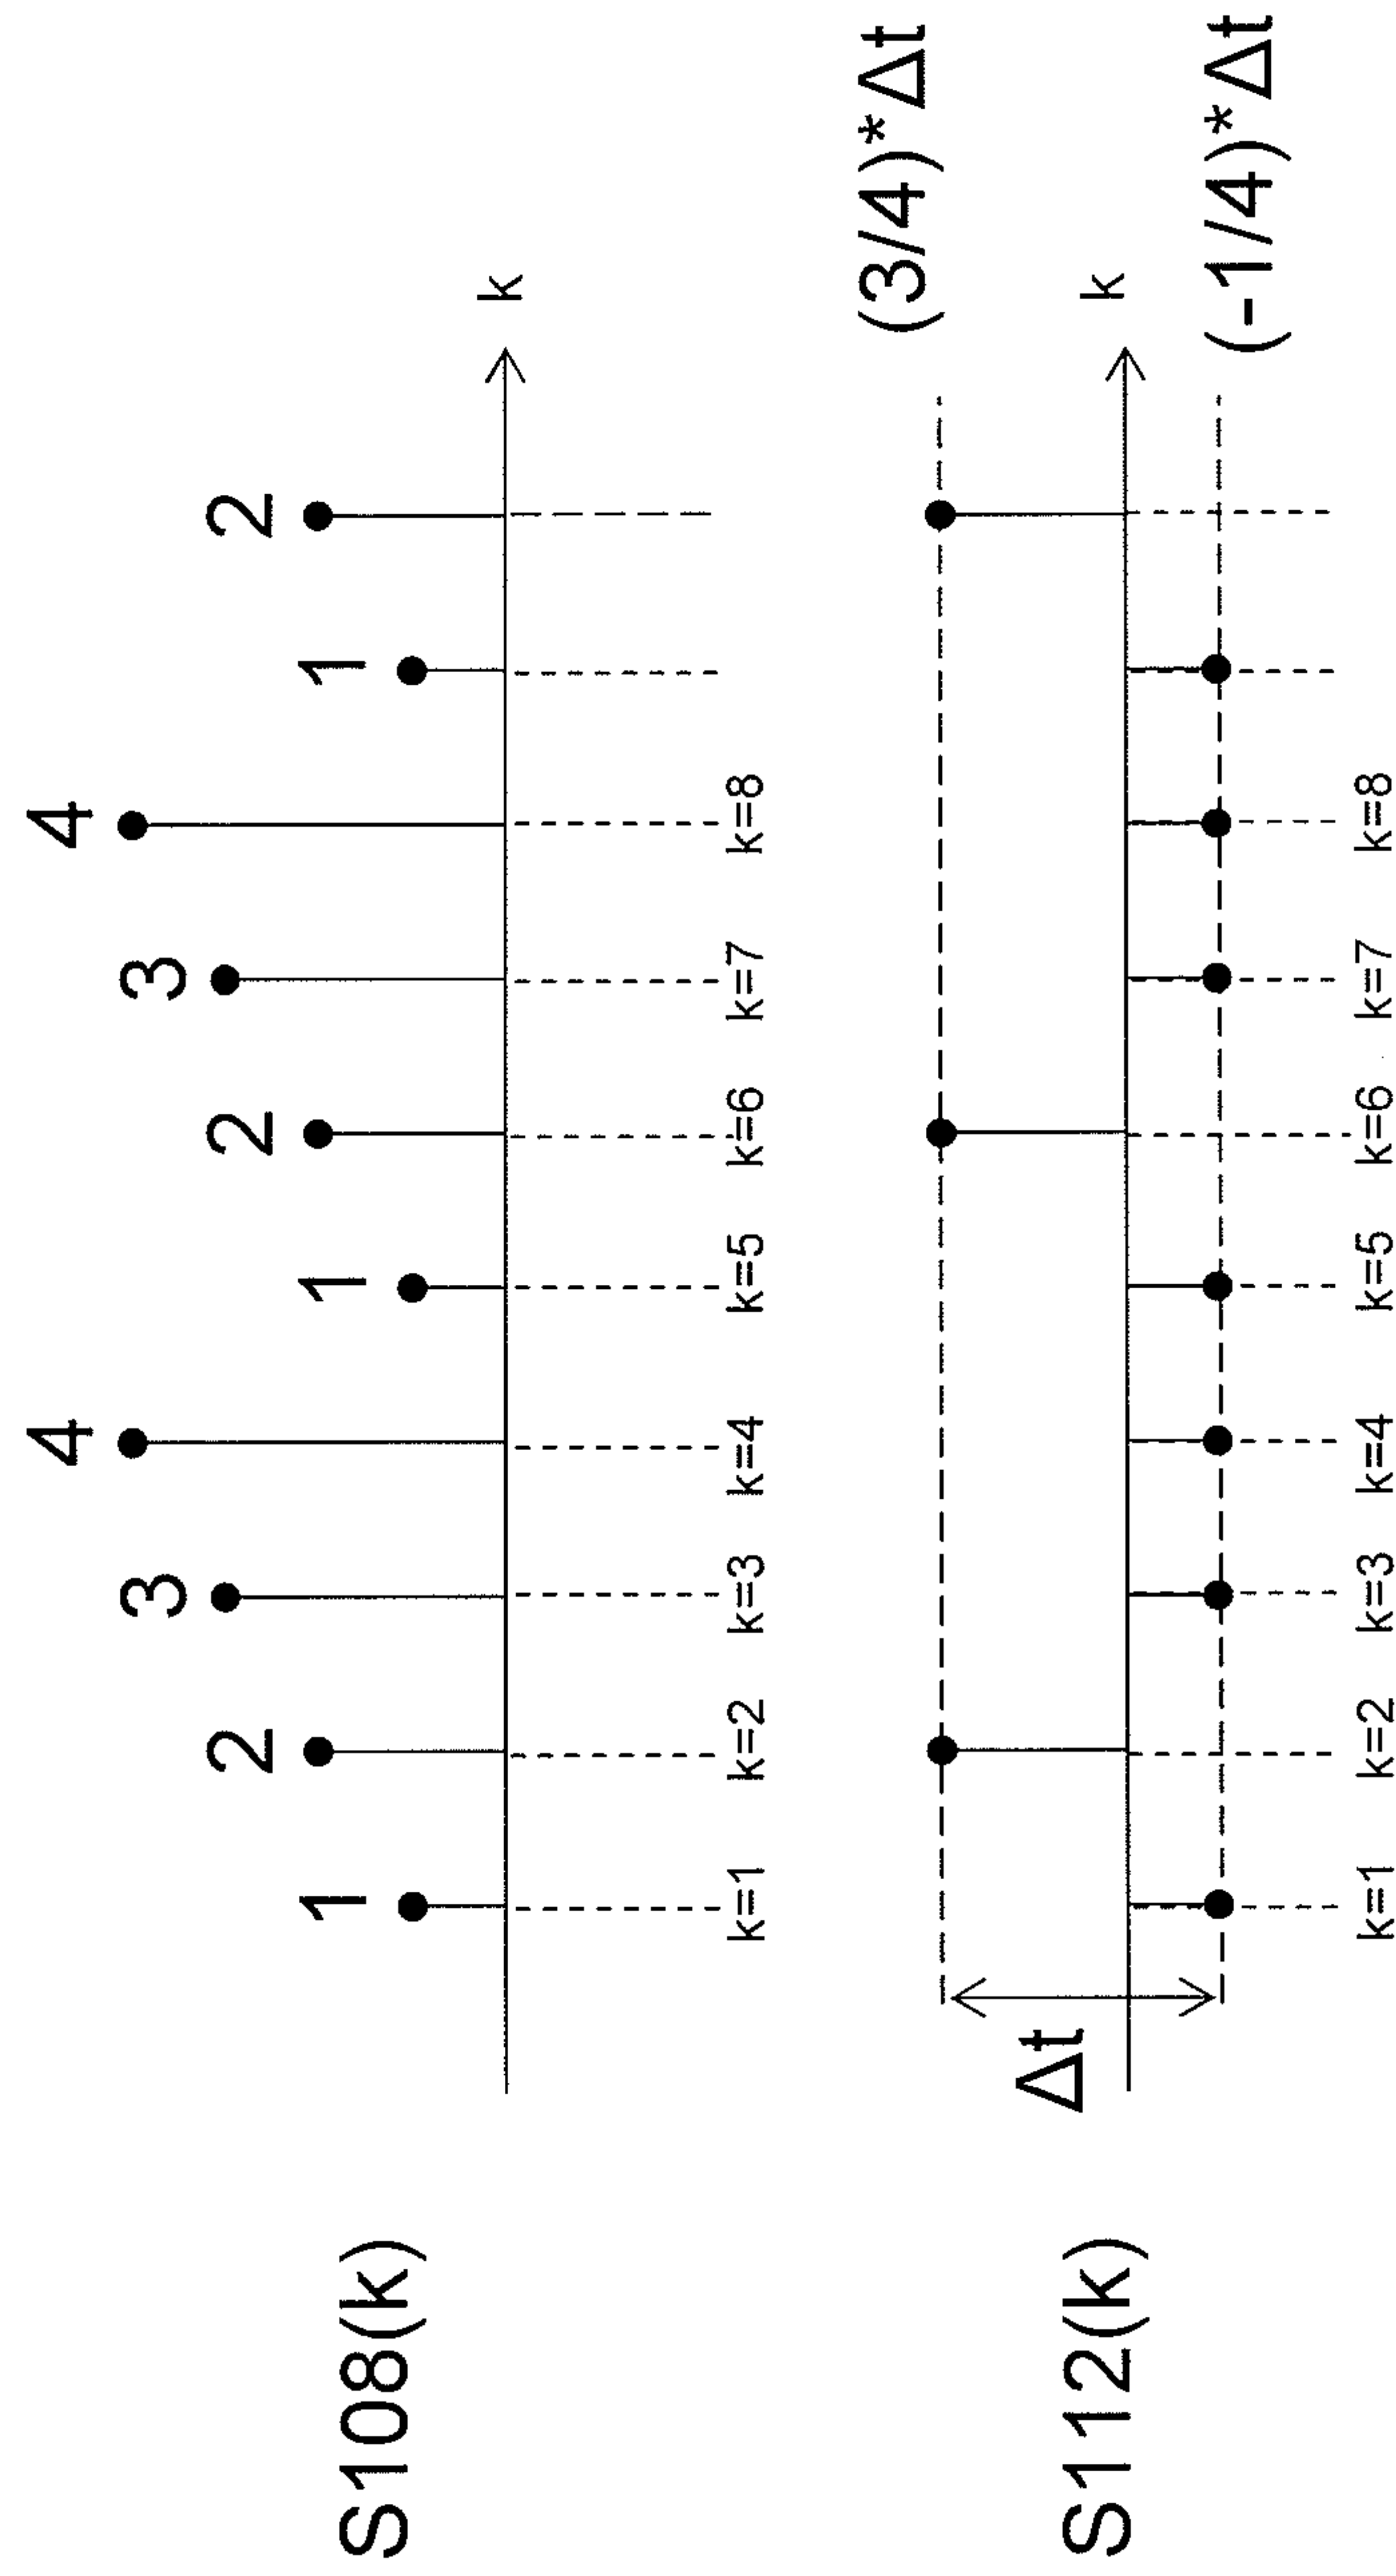 S108(k)
1 2 3 4 1 2 3 4 1 2
k
k=1 k=2 k=3 k=4 k=5 k=6 k=7 k=8
S112(k)
Δt
(3/4)*Δt
k
(-1/4)*Δt
k=1 k=2 k=3 k=4 k=5 k=6 k=7 k=8